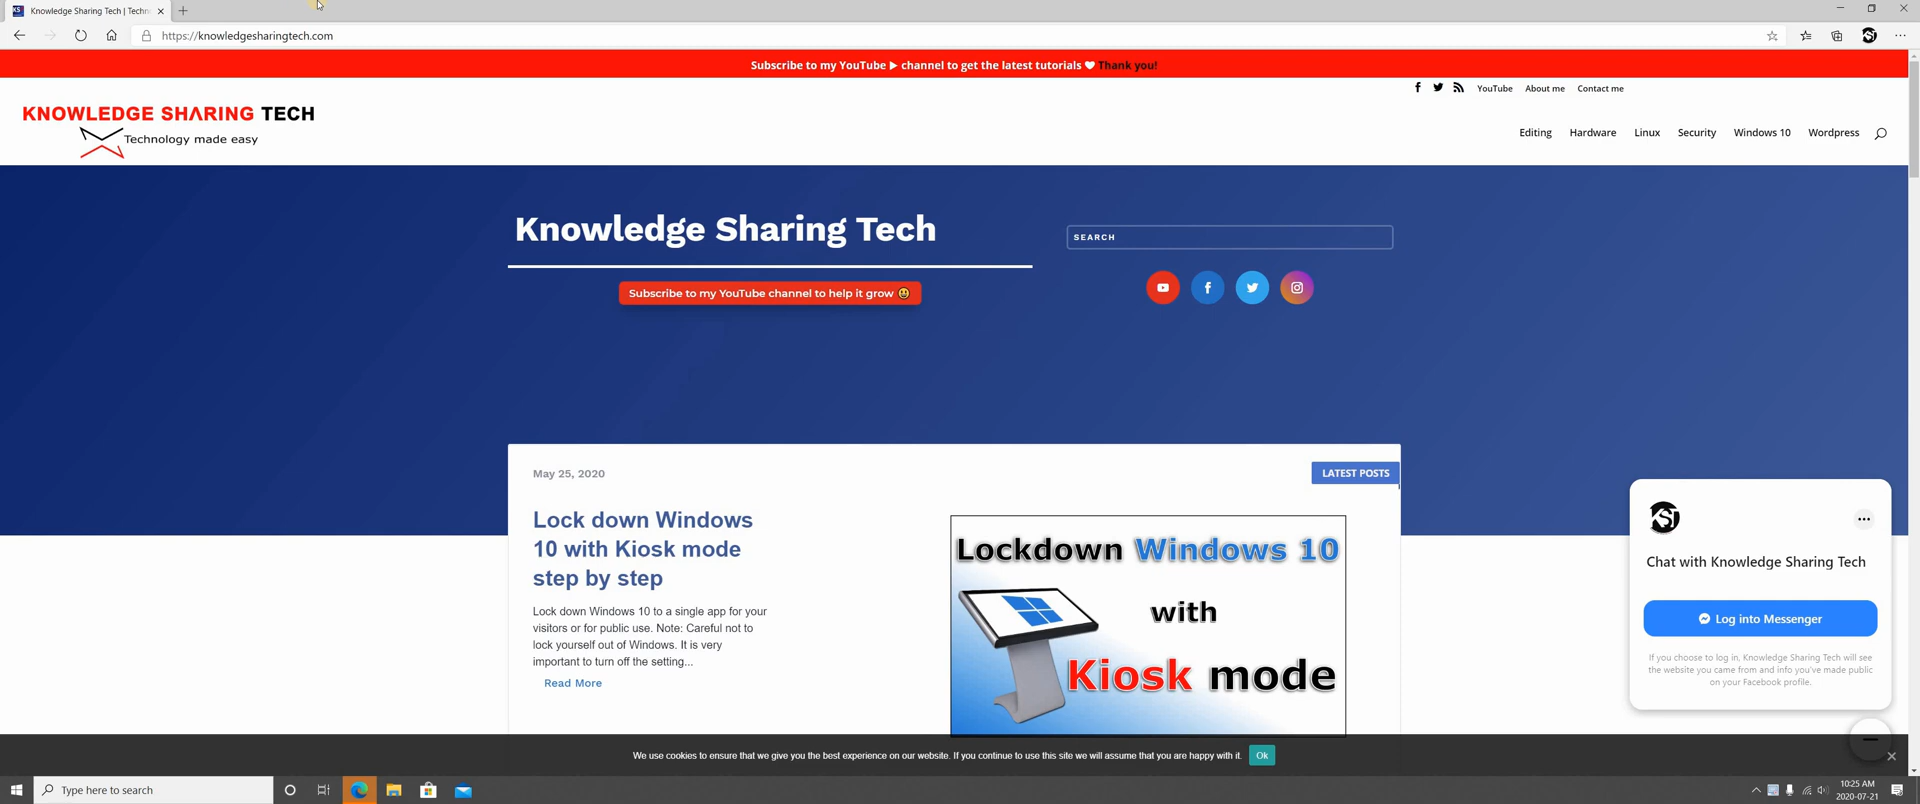 Knowledge Sharing Tech | Techn
https://knowledgesharingtech.com
Subscribe to my YouTube ▶ channel to get the latest tutorials ❤ Thank you!
YouTube About me Contact me
KNOWLEDGE SHARING TECH
Technology made easy
Editing Hardware Linux Security Windows 10 Wordpress
Knowledge Sharing Tech
SEARCH
Subscribe to my YouTube channel to help it grow 😃
May 25, 2020
LATEST POSTS
Lock down Windows
10 with Kiosk mode
step by step
Lock down Windows 10 to a single app for your
visitors or for public use. Note: Careful not to
lock yourself out of Windows. It is very
important to turn off the setting...
Read More
Lockdown Windows 10
with
Kiosk mode
Chat with Knowledge Sharing Tech
Log into Messenger
If you choose to log in, Knowledge Sharing Tech will see
the website you came from and info you've made public
on your Facebook profile.
We use cookies to ensure that we give you the best experience on our website. If you continue to use this site we will assume that you are happy with it. Ok
Type here to search
10:25 AM
2020-07-21